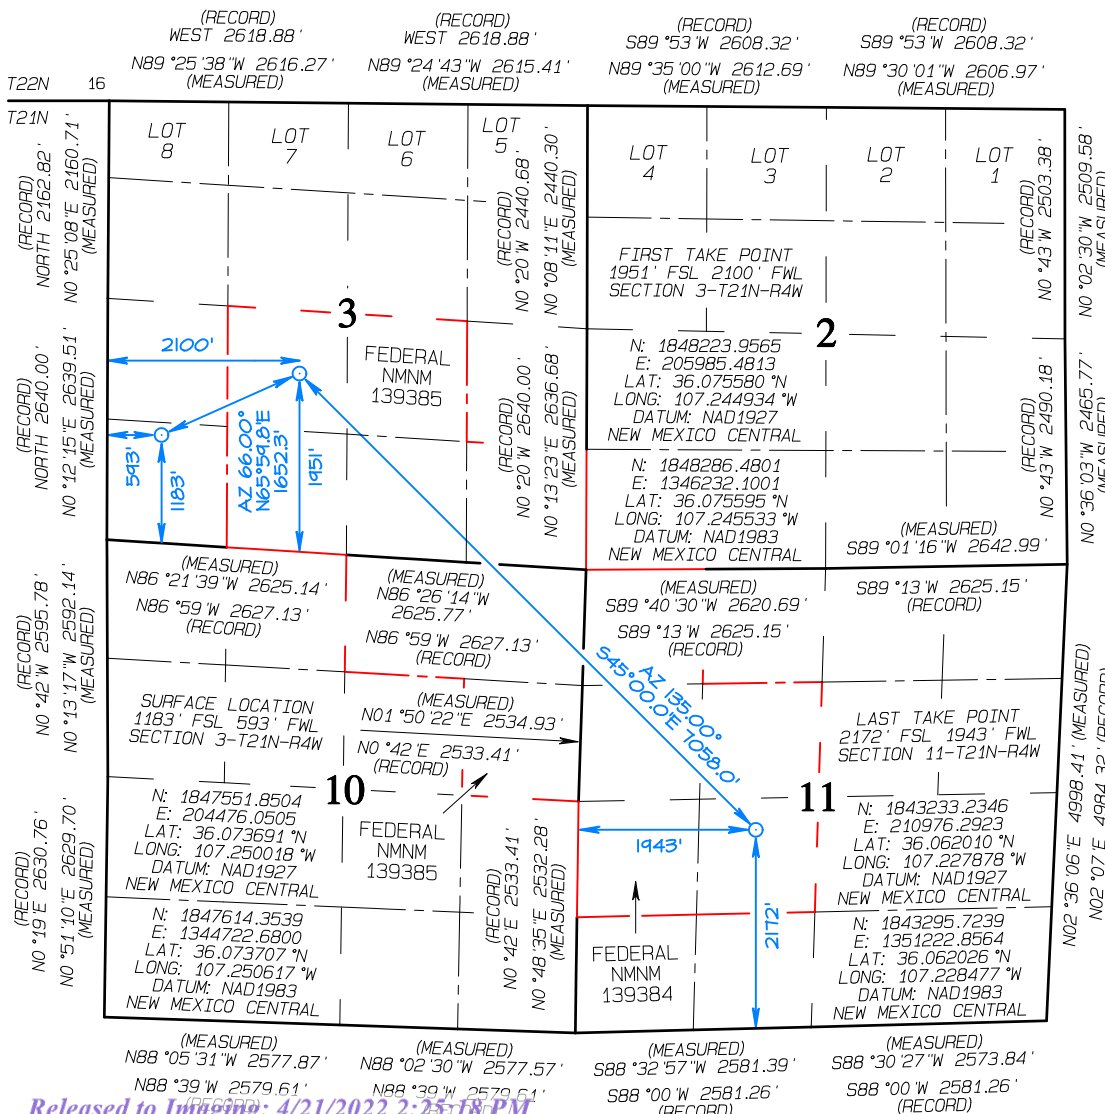 (RECORD)
WEST 2618.88'
N89°25'38"W 2616.27'
(MEASURED)
(RECORD)
WEST 2618.88'
N89°24'43"W 2615.41'
(MEASURED)
(RECORD)
S89°53'W 2608.32'
N89°35'00"W 2612.69'
(MEASURED)
(RECORD)
S89°53'W 2608.32'
N89°30'01"W 2606.97'
(MEASURED)
T22N
16
T21N
LOT
8
LOT
7
LOT
6
LOT
5
LOT
4
LOT
3
LOT
2
LOT
1
(RECORD)
NORTH 2162.82'
N0°25'08"E 2160.71'
(MEASURED)
(RECORD)
N0°20'W 2440.68'
N0°08'11"E 2440.30'
(MEASURED)
(RECORD)
N0°43'W 2503.38'
N0°02'30"W 2509.58'
(MEASURED)
FIRST TAKE POINT
1951' FSL 2100' FWL
SECTION 3-T21N-R4W
3
2
2100'
FEDERAL
NMNM
139385
N: 1848223.9565
E: 205985.4813
LAT: 36.075580°N
LONG: 107.244934°W
DATUM: NAD1927
NEW MEXICO CENTRAL
(RECORD)
NORTH 2640.00'
N0°12'15"E 2639.51'
(MEASURED)
593'
1183'
AZ 66.00°
N65°59.8'E
1652.3'
1951'
(RECORD)
N0°20'W 2640.00'
N0°13'23"E 2636.68'
(MEASURED)
N: 1848286.4801
E: 1346232.1001
LAT: 36.075595°N
LONG: 107.245533°W
DATUM: NAD1983
NEW MEXICO CENTRAL
(RECORD)
N0°43'W 2490.18'
N0°36'03"W 2465.77'
(MEASURED)
(MEASURED)
S89°01'16"W 2642.99'
(MEASURED)
N86°21'39"W 2625.14'
N86°59'W 2627.13'
(RECORD)
(MEASURED)
N86°26'14"W
2625.77'
N86°59'W 2627.13'
(RECORD)
(MEASURED)
S89°40'30"W 2620.69'
S89°13'W 2625.15'
(RECORD)
S89°13'W 2625.15'
(RECORD)
(RECORD)
N0°42'W 2595.78'
N0°13'17"W 2592.14'
(MEASURED)
SURFACE LOCATION
1183' FSL 593' FWL
SECTION 3-T21N-R4W
(MEASURED)
N01°50'22"E 2534.93'
N0°42'E 2533.41'
(RECORD)
AZ 135.00°
S45°00.0'E 7058.0'
LAST TAKE POINT
2172' FSL 1943' FWL
SECTION 11-T21N-R4W
N02°36'06"E 4998.41' (MEASURED)
N02°07'E 4984.32' (RECORD)
10
11
N: 1847551.8504
E: 204476.0505
LAT: 36.073691°N
LONG: 107.250018°W
DATUM: NAD1927
NEW MEXICO CENTRAL
FEDERAL
NMNM
139385
1943'
N: 1843233.2346
E: 210976.2923
LAT: 36.062010°N
LONG: 107.227878°W
DATUM: NAD1927
NEW MEXICO CENTRAL
(RECORD)
N0°19'E 2630.76'
N0°51'10"E 2629.70'
(MEASURED)
N: 1847614.3539
E: 1344722.6800
LAT: 36.073707°N
LONG: 107.250617°W
DATUM: NAD1983
NEW MEXICO CENTRAL
(RECORD)
N0°42'E 2533.41'
N0°48'35"E 2532.28'
(MEASURED)
FEDERAL
NMNM
139384
2172'
N: 1843295.7239
E: 1351222.8564
LAT: 36.062026°N
LONG: 107.228477°W
DATUM: NAD1983
NEW MEXICO CENTRAL
(MEASURED)
N88°05'31"W 2577.87'
N88°39'W 2579.61'
(RECORD)
(MEASURED)
N88°02'30"W 2577.57'
N88°39'W 2579.61'
(RECORD)
(MEASURED)
S88°32'57"W 2581.39'
S88°00'W 2581.26'
(RECORD)
(MEASURED)
S88°30'27"W 2573.84'
S88°00'W 2581.26'
(RECORD)
Released to Imaging: 4/21/2022 2:25:18 PM